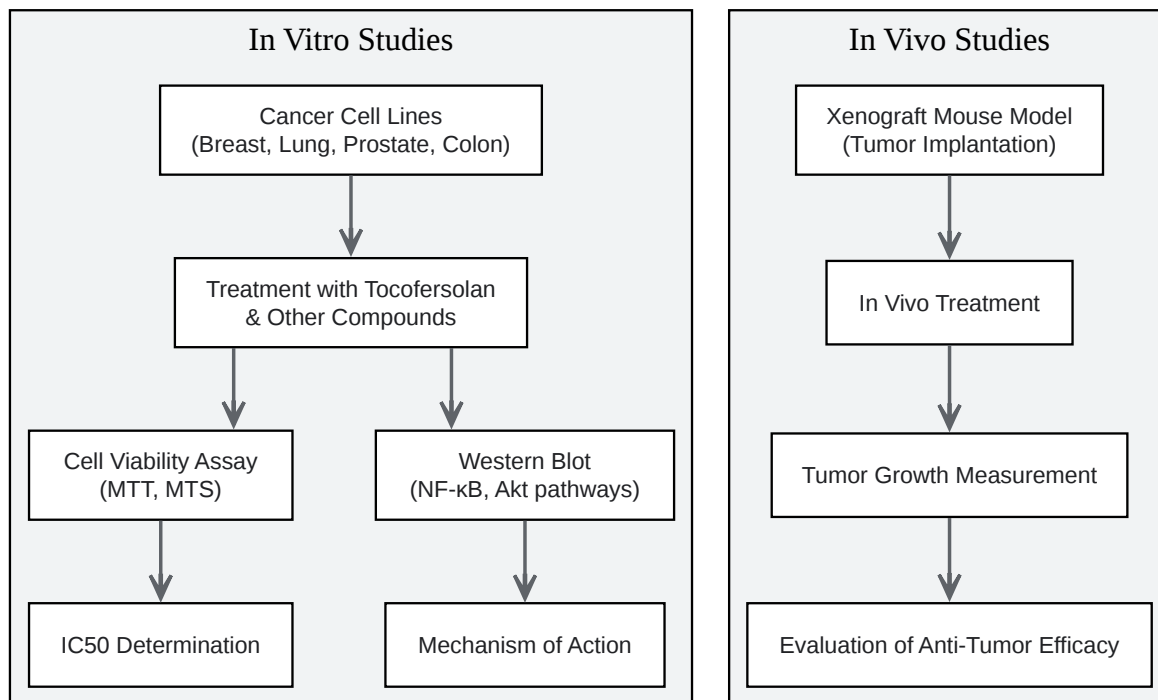 In Vitro Studies
Cancer Cell Lines
(Breast, Lung, Prostate, Colon)
Treatment with Tocofersolan
& Other Compounds
Cell Viability Assay
(MTT, MTS)
Western Blot
(NF-κB, Akt pathways)
IC50 Determination
Mechanism of Action
In Vivo Studies
Xenograft Mouse Model
(Tumor Implantation)
In Vivo Treatment
Tumor Growth Measurement
Evaluation of Anti-Tumor Efficacy